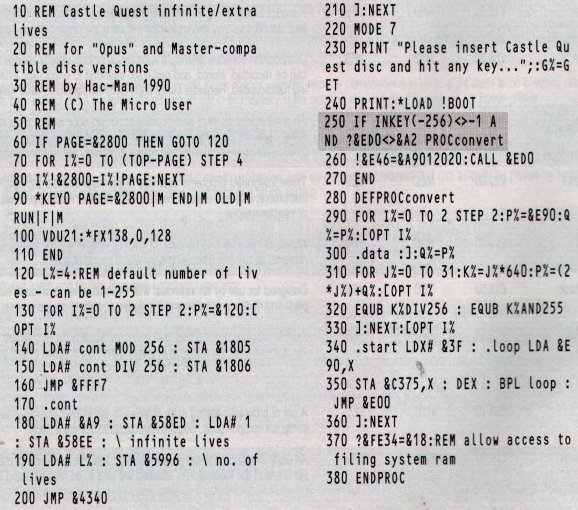 10 REM Castle Quest infinite/extra
lives
20 REM for "Opus" and Master-compa
tible disc versions
30 REM by Hac-Man 1990
40 REM (C) The Micro User
50 REM
60 IF PAGE=&2800 THEN GOTO 120
70 FOR I%=0 TO (TOP-PAGE) STEP 4
80 I%!&2800=I%!PAGE:NEXT
90 *KEY0 PAGE=&2800|M END|M OLD|M
RUN|F|M
100 VDU21:*FX138,0,128
110 END
120 L%=4:REM default number of liv
es - can be 1-255
130 FOR I%=0 TO 2 STEP 2:P%=&120:[
OPT I%
140 LDA# cont MOD 256 : STA &1805
150 LDA# cont DIV 256 : STA &1806
160 JMP &FFF7
170 .cont
180 LDA# &A9 : STA &58ED : LDA# 1
: STA &58EE : \ infinite lives
190 LDA# L% : STA &5996 : \ no. of
lives
200 JMP &4340
210 ]:NEXT
220 MODE 7
230 PRINT "Please insert Castle Qu
est disc and hit any key...";:G%=G
ET
240 PRINT:*LOAD !BOOT
250 IF INKEY(-256)<>-1 A
ND ?&ED0<>&A2 PROCconvert
260 !&E46=&A9012020:CALL &ED0
270 END
280 DEFPROCconvert
290 FOR I%=0 TO 2 STEP 2:P%=&E90:Q
%=P%:[OPT I%
300 .data :]:Q%=P%
310 FOR J%=0 TO 31:K%=J%*640:P%=(2
*J%)+Q%:[OPT I%
320 EQUB K%DIV256 : EQUB K%AND255
330 ]:NEXT:[OPT I%
340 .start LDX# &3F : .loop LDA &E
90,X
350 STA &C375,X : DEX : BPL loop :
JMP &E00
360 ]:NEXT
370 ?&FE34=&18:REM allow access to
filing system ram
380 ENDPROC